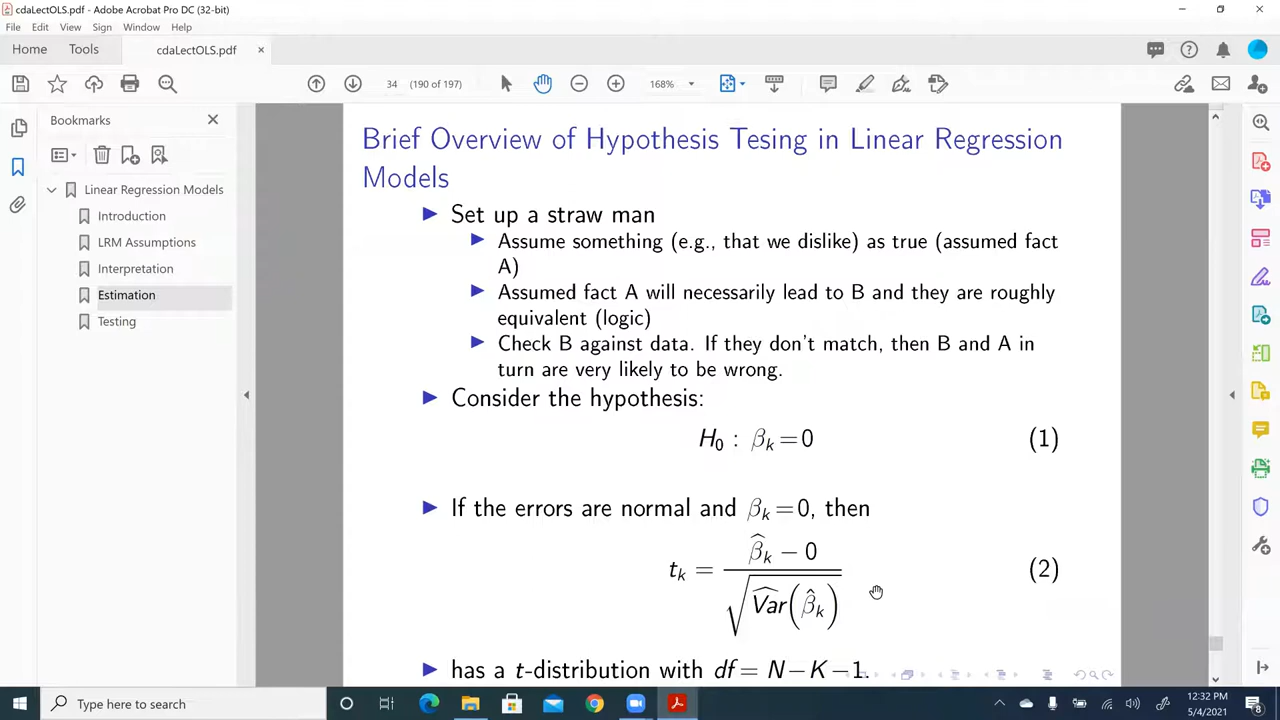 cdaLectOLS.pdf - Adobe Acrobat Pro DC (32-bit)
File Edit View Sign Window Help
Home Tools cdaLectOLS.pdf ×
34 (190 of 197) 168%
Bookmarks
Linear Regression Models
Introduction
LRM Assumptions
Interpretation
Estimation
Testing
Brief Overview of Hypothesis Tesing in Linear Regression
Models
▶ Set up a straw man
▶ Assume something (e.g., that we dislike) as true (assumed fact
A)
▶ Assumed fact A will necessarily lead to B and they are roughly
equivalent (logic)
▶ Check B against data. If they don't match, then B and A in
turn are very likely to be wrong.
▶ Consider the hypothesis:
H₀ : βₖ = 0 (1)
▶ If the errors are normal and βₖ = 0, then
tₖ = (β̂ₖ − 0) / √(V̂ar(β̂ₖ)) (2)
▶ has a t-distribution with df = N − K − 1.
Type here to search
12:32 PM
5/4/2021
8